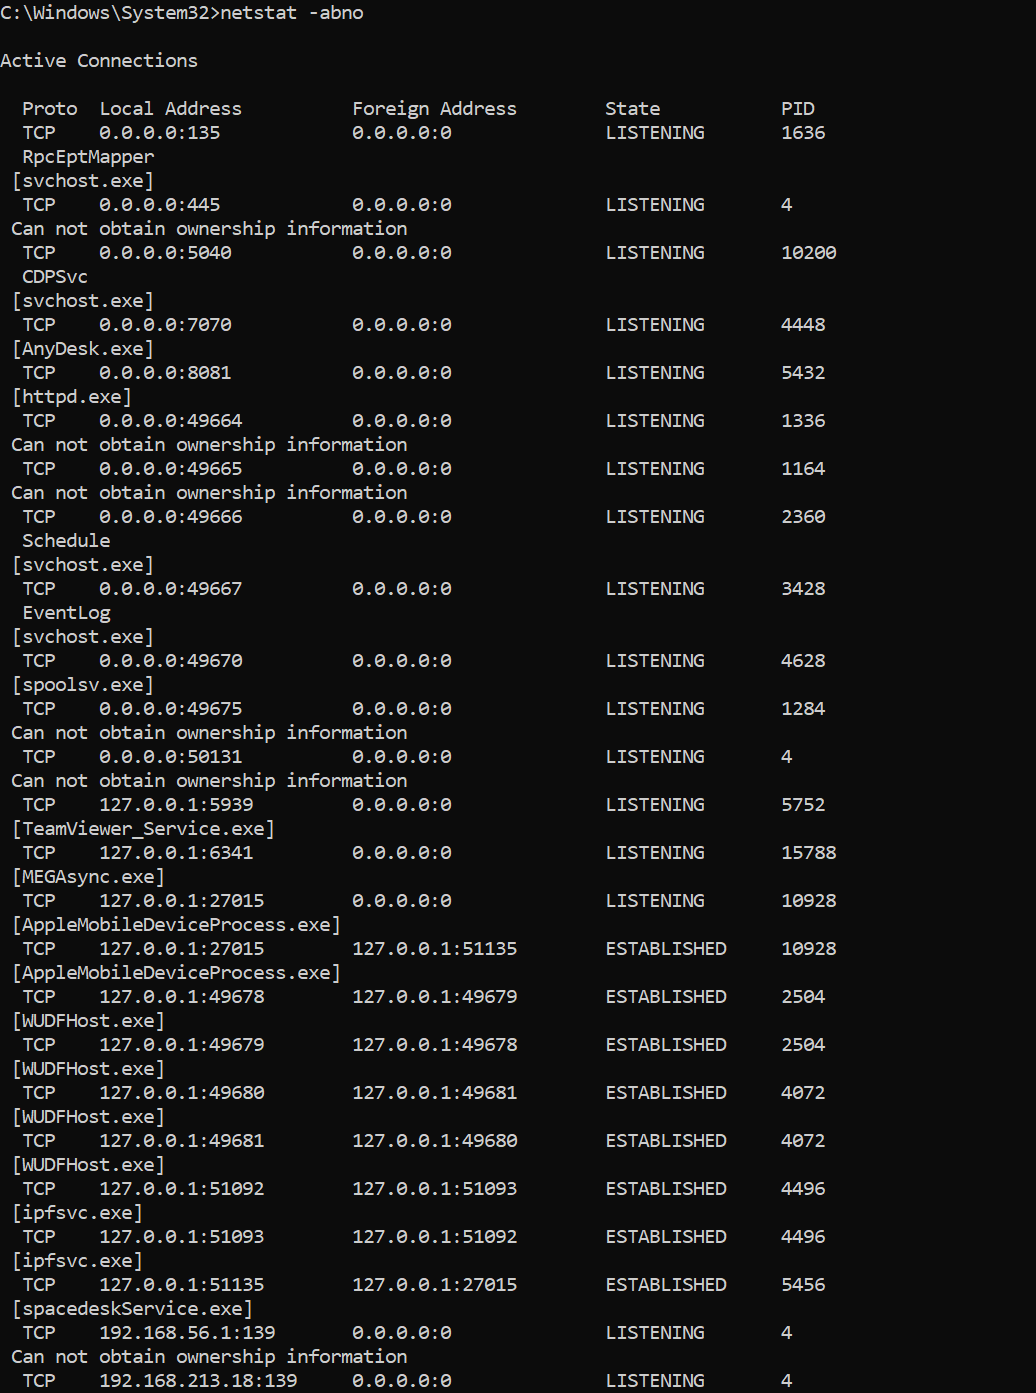 C:\Windows\System32>netstat -abno
Active Connections
Proto Local Address Foreign Address State PID
TCP 0.0.0.0:135 0.0.0.0:0 LISTENING 1636
RpcEptMapper
[svchost.exe]
TCP 0.0.0.0:445 0.0.0.0:0 LISTENING 4
Can not obtain ownership information
TCP 0.0.0.0:5040 0.0.0.0:0 LISTENING 10200
CDPSvc
[svchost.exe]
TCP 0.0.0.0:7070 0.0.0.0:0 LISTENING 4448
[AnyDesk.exe]
TCP 0.0.0.0:8081 0.0.0.0:0 LISTENING 5432
[httpd.exe]
TCP 0.0.0.0:49664 0.0.0.0:0 LISTENING 1336
Can not obtain ownership information
TCP 0.0.0.0:49665 0.0.0.0:0 LISTENING 1164
Can not obtain ownership information
TCP 0.0.0.0:49666 0.0.0.0:0 LISTENING 2360
Schedule
[svchost.exe]
TCP 0.0.0.0:49667 0.0.0.0:0 LISTENING 3428
EventLog
[svchost.exe]
TCP 0.0.0.0:49670 0.0.0.0:0 LISTENING 4628
[spoolsv.exe]
TCP 0.0.0.0:49675 0.0.0.0:0 LISTENING 1284
Can not obtain ownership information
TCP 0.0.0.0:50131 0.0.0.0:0 LISTENING 4
Can not obtain ownership information
TCP 127.0.0.1:5939 0.0.0.0:0 LISTENING 5752
[TeamViewer_Service.exe]
TCP 127.0.0.1:6341 0.0.0.0:0 LISTENING 15788
[MEGAsync.exe]
TCP 127.0.0.1:27015 0.0.0.0:0 LISTENING 10928
[AppleMobileDeviceProcess.exe]
TCP 127.0.0.1:27015 127.0.0.1:51135 ESTABLISHED 10928
[AppleMobileDeviceProcess.exe]
TCP 127.0.0.1:49678 127.0.0.1:49679 ESTABLISHED 2504
[WUDFHost.exe]
TCP 127.0.0.1:49679 127.0.0.1:49678 ESTABLISHED 2504
[WUDFHost.exe]
TCP 127.0.0.1:49680 127.0.0.1:49681 ESTABLISHED 4072
[WUDFHost.exe]
TCP 127.0.0.1:49681 127.0.0.1:49680 ESTABLISHED 4072
[WUDFHost.exe]
TCP 127.0.0.1:51092 127.0.0.1:51093 ESTABLISHED 4496
[ipfsvc.exe]
TCP 127.0.0.1:51093 127.0.0.1:51092 ESTABLISHED 4496
[ipfsvc.exe]
TCP 127.0.0.1:51135 127.0.0.1:27015 ESTABLISHED 5456
[spacedeskService.exe]
TCP 192.168.56.1:139 0.0.0.0:0 LISTENING 4
Can not obtain ownership information
TCP 192.168.213.18:139 0.0.0.0:0 LISTENING 4